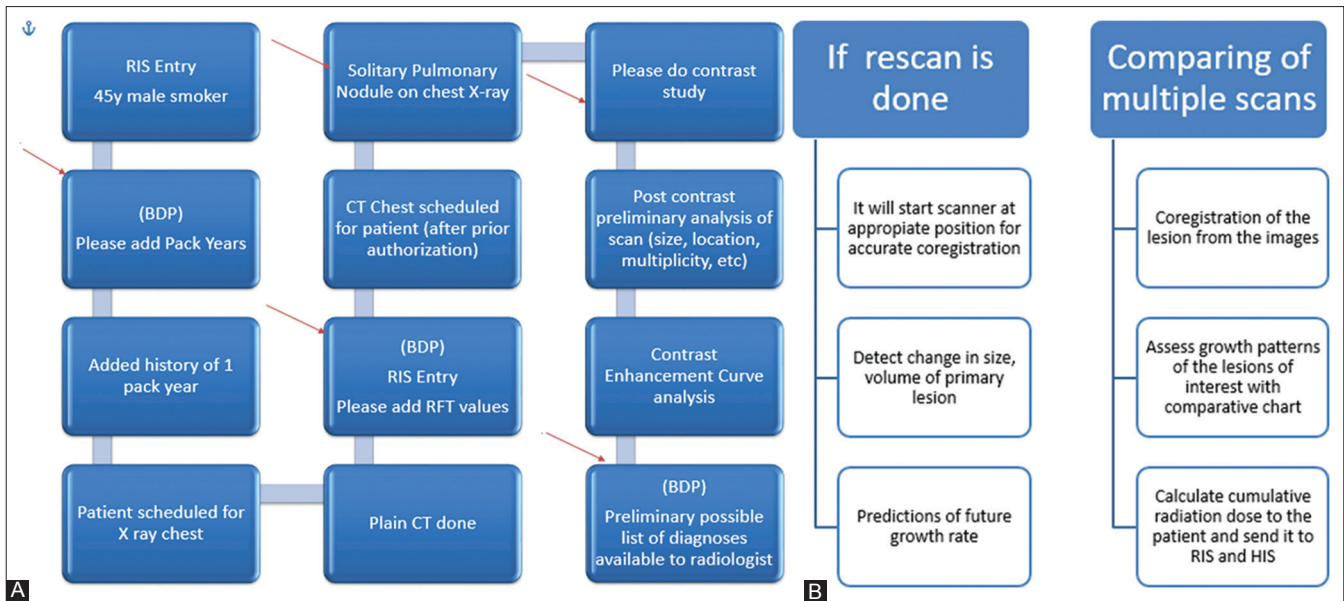 RIS Entry
45y male smoker
(BDP)
Please add Pack Years
Added history of 1
pack year
Patient scheduled for
X ray chest
Solitary Pulmonary
Nodule on chest X-ray
CT Chest scheduled
for patient (after prior
authorization)
(BDP)
RIS Entry
Please add RFT values
Plain CT done
Please do contrast
study
Post contrast
preliminary analysis of
scan (size, location,
multiplicity, etc)
Contrast
Enhancement Curve
analysis
(BDP)
Preliminary possible
list of diagnoses
available to radiologist
A
If rescan is
done
It will start scanner at
appropiate position for
accurate coregistration
Detect change in size,
volume of primary
lesion
Predictions of future
growth rate
Comparing of
multiple scans
Coregistration of the
lesion from the images
Assess growth patterns
of the lesions of
interest with
comparative chart
Calculate cumulative
radiation dose to the
patient and send it to
RIS and HIS
B